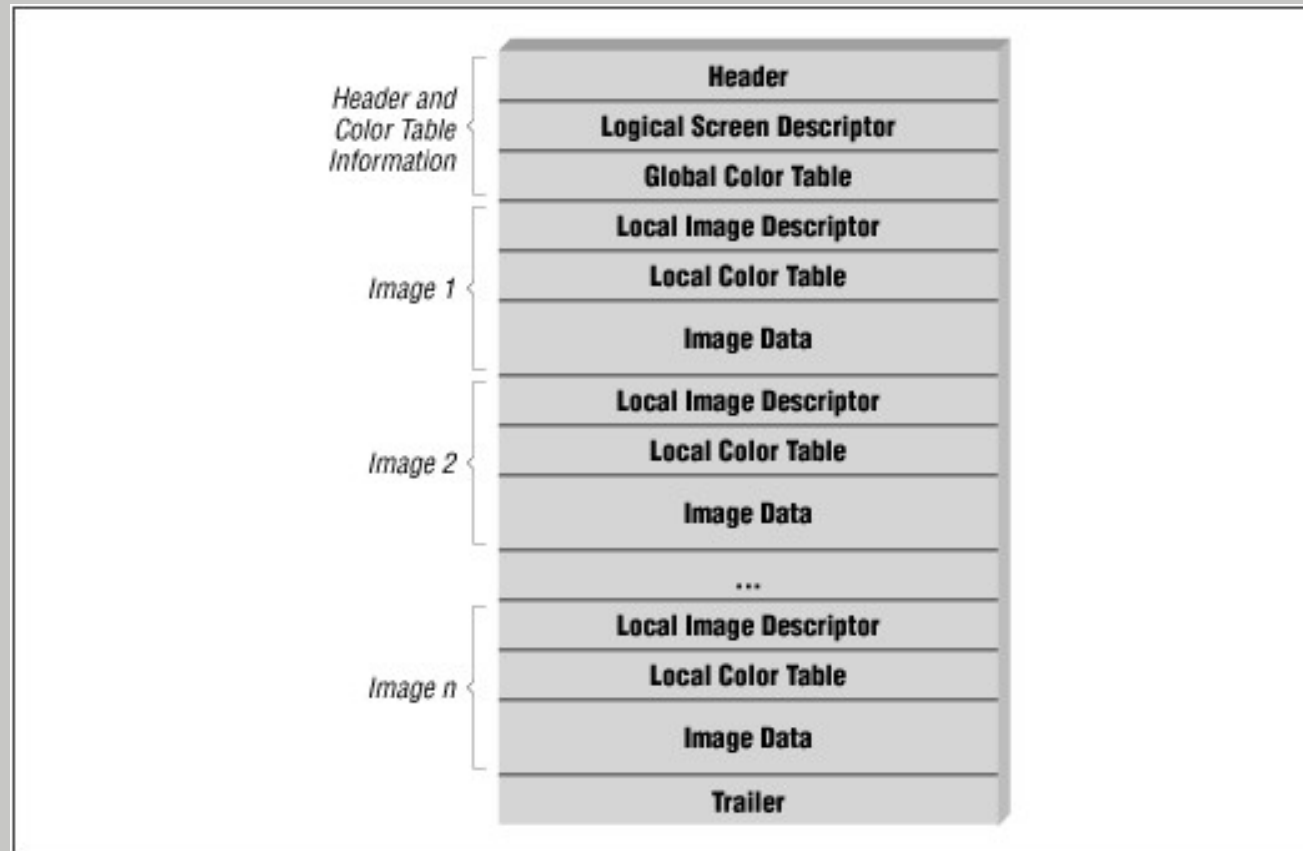 Header and
Color Table
Information
Header
Logical Screen Descriptor
Global Color Table
Image 1
Local Image Descriptor
Local Color Table
Image Data
Image 2
Local Image Descriptor
Local Color Table
Image Data
...
Image n
Local Image Descriptor
Local Color Table
Image Data
Trailer